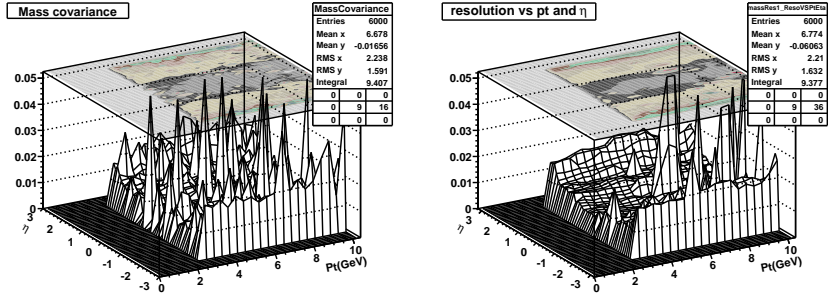 Mass covariance
MassCovariance
Entries 6000
Mean x 6.678
Mean y -0.01656
RMS x 2.238
RMS y 1.591
Integral 9.407
0 0 0
0 9 16
0 0 0
0.05
0.04
0.03
0.02
0.01
0
3
2
1
0
-1
-2
-3
η
0
2
4
6
8
10
Pt(GeV)
resolution vs pt and η
massRes1_ResoVSPtEta
Entries 6000
Mean x 6.774
Mean y -0.06063
RMS x 2.21
RMS y 1.632
Integral 9.377
0 0 0
0 9 36
0 0 0
0.05
0.04
0.03
0.02
0.01
0
3
2
1
0
-1
-2
-3
η
0
2
4
6
8
10
Pt(GeV)